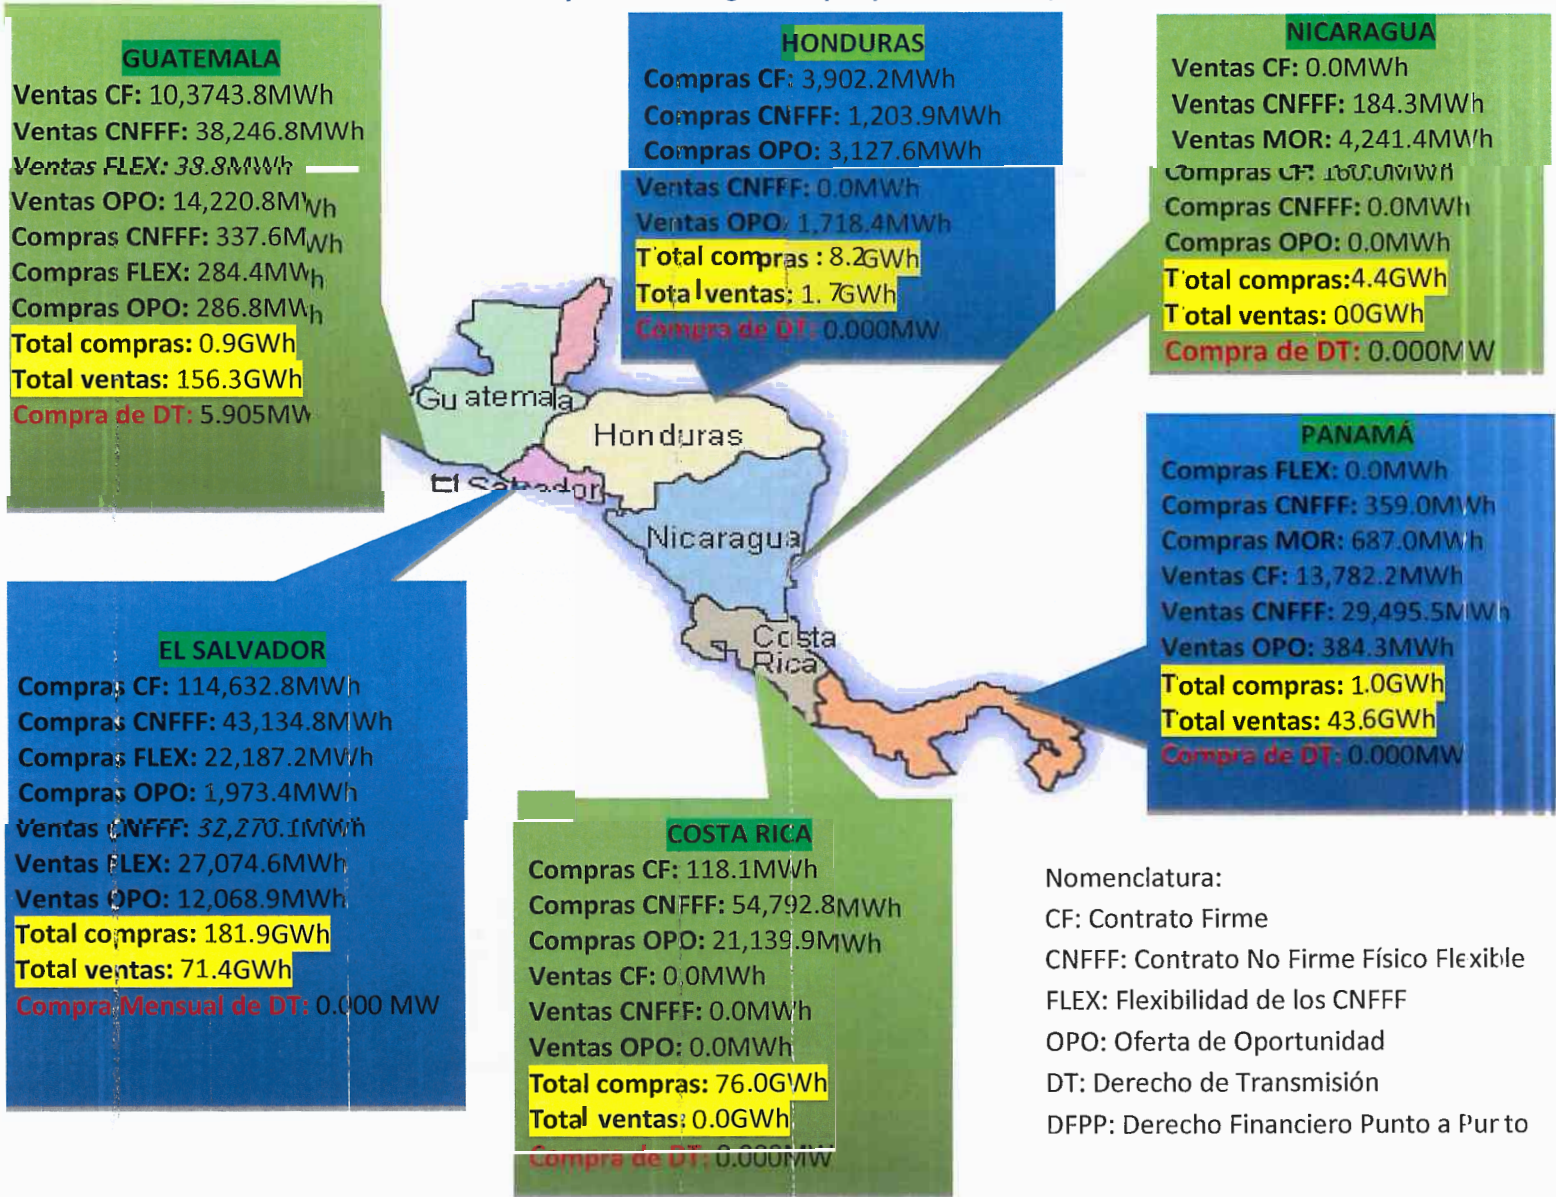 GUATEMALA
Ventas CF: 10,3743.8MWh
Ventas CNFFF: 38,246.8MWh
Ventas FLEX: 38.8MWh
Ventas OPO: 14,220.8MWh
Compras CNFFF: 337.6MWh
Compras FLEX: 284.4MWh
Compras OPO: 286.8MWh
Total compras: 0.9GWh
Total ventas: 156.3GWh
Compra de DT: 5.905MW
HONDURAS
Compras CF: 3,902.2MWh
Compras CNFFF: 1,203.9MWh
Compras OPO: 3,127.6MWh
Ventas CNFFF: 0.0MWh
Ventas OPO: 1,718.4MWh
Total compras : 8.2GWh
Total ventas: 1.7GWh
Compra de DT: 0.000MW
NICARAGUA
Ventas CF: 0.0MWh
Ventas CNFFF: 184.3MWh
Ventas MOR: 4,241.4MWh
Compras CF: 160.0MWh
Compras CNFFF: 0.0MWh
Compras OPO: 0.0MWh
Total compras:4.4GWh
Total ventas: 00GWh
Compra de DT: 0.000MW
Guatemala
Honduras
El Salvador
Nicaragua
Costa
Rica
PANAMÁ
Compras FLEX: 0.0MWh
Compras CNFFF: 359.0MWh
Compras MOR: 687.0MWh
Ventas CF: 13,782.2MWh
Ventas CNFFF: 29,495.5MWh
Ventas OPO: 384.3MWh
Total compras: 1.0GWh
Total ventas: 43.6GWh
Compra de DT: 0.000MW
EL SALVADOR
Compras CF: 114,632.8MWh
Compras CNFFF: 43,134.8MWh
Compras FLEX: 22,187.2MWh
Compras OPO: 1,973.4MWh
Ventas CNFFF: 32,270.1MWh
Ventas FLEX: 27,074.6MWh
Ventas OPO: 12,068.9MWh
Total compras: 181.9GWh
Total ventas: 71.4GWh
Compra Mensual de DT: 0.000 MW
COSTA RICA
Compras CF: 118.1MWh
Compras CNFFF: 54,792.8MWh
Compras OPO: 21,139.9MWh
Ventas CF: 0,0MWh
Ventas CNFFF: 0.0MWh
Ventas OPO: 0.0MWh
Total compras: 76.0GWh
Total ventas: 0.0GWh
Compra de DT: 0.000MW
Nomenclatura:
CF: Contrato Firme
CNFFF: Contrato No Firme Físico Flexible
FLEX: Flexibilidad de los CNFFF
OPO: Oferta de Oportunidad
DT: Derecho de Transmisión
DFPP: Derecho Financiero Punto a Punto